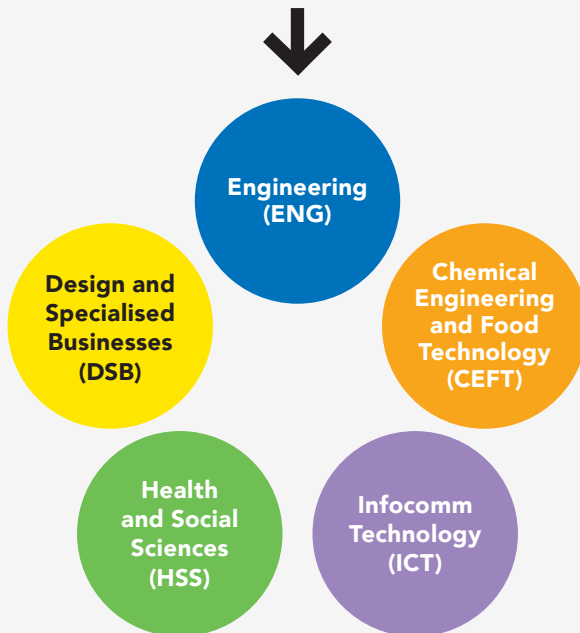 Engineering
(ENG)
Design and
Specialised
Businesses
(DSB)
Chemical
Engineering
and Food
Technology
(CEFT)
Health
and Social
Sciences
(HSS)
Infocomm
Technology
(ICT)